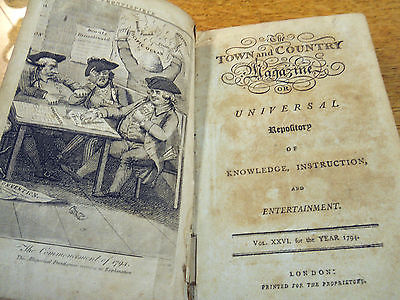 FRONTISPIECE
The Commencement of 1794.
The
TOWN and COUNTRY
Magazine
OR
UNIVERSAL
Repository
OF
KNOWLEDGE, INSTRUCTION,
AND
ENTERTAINMENT.
VOL. XXVI. for the YEAR 1794.
LONDON:
PRINTED FOR THE PROPRIETORS.